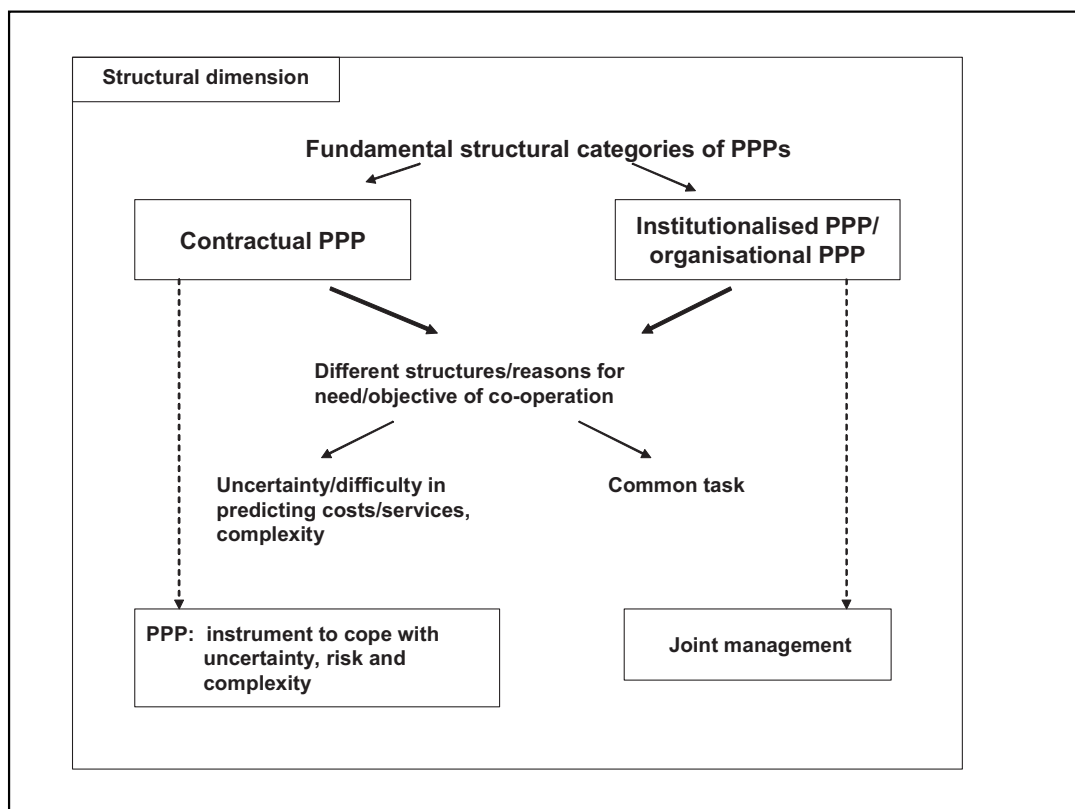 Structural dimension
Fundamental structural categories of PPPs
Contractual PPP
Institutionalised PPP/
organisational PPP
Different structures/reasons for
need/objective of co-operation
Uncertainty/difficulty in
predicting costs/services,
complexity
Common task
PPP: instrument to cope with
uncertainty, risk and
complexity
Joint management